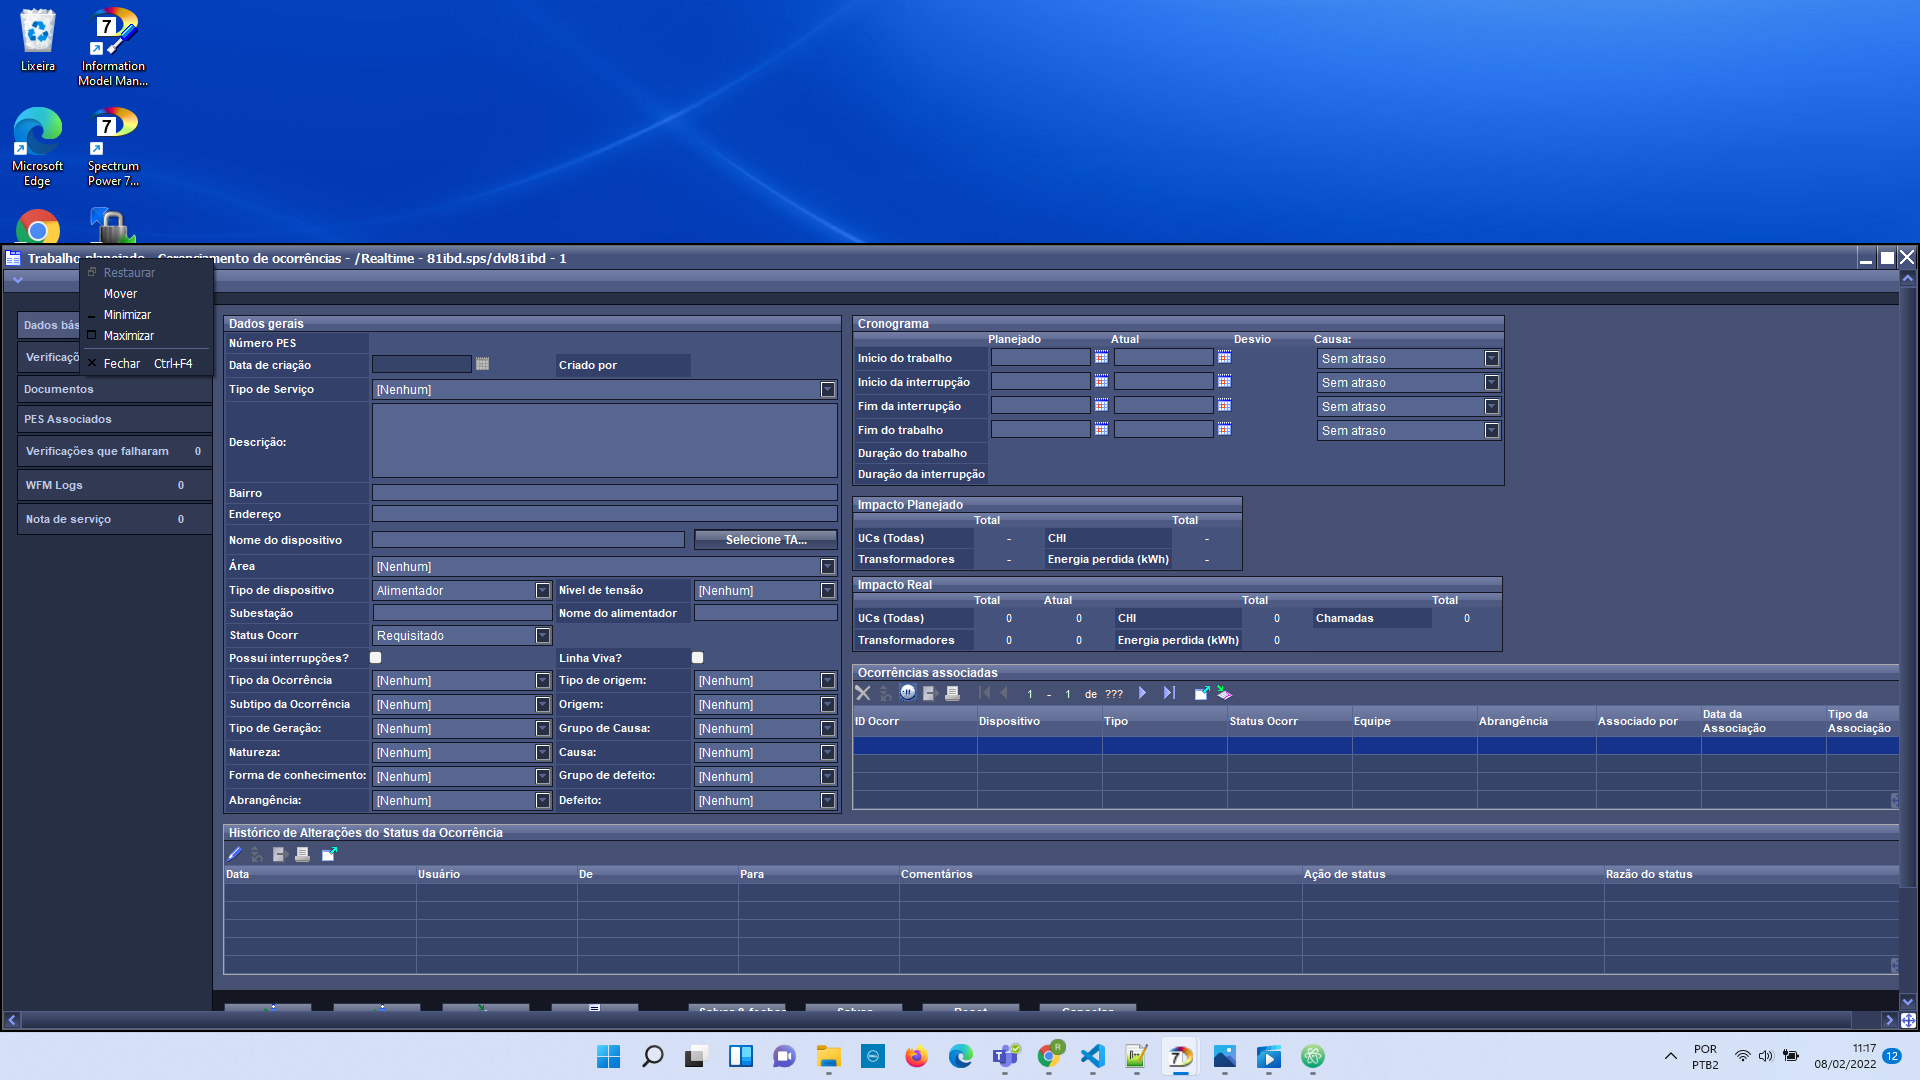 Lixeira
Information
Model Man...
Microsoft
Edge
Spectrum
Power 7...
Gerenciamento de ocorrências - /Realtime - 81ibd.sps/dvl81ibd - 1
Restaurar
Mover
Minimizar
Maximizar
Fechar Ctrl+F4
Documentos
PES Associados
Verificações que falharam 0
WFM Logs 0
Nota de serviço 0
Dados gerais
Número PES
Data de criação
Criado por
Tipo de Serviço [Nenhum]
Descrição:
Bairro
Endereço
Nome do dispositivo
Selecione TA...
Área [Nenhum]
Tipo de dispositivo Alimentador Nível de tensão [Nenhum]
Subestação Nome do alimentador
Status Ocorr Requisitado
Possui interrupções? Linha Viva?
Tipo da Ocorrência [Nenhum] Tipo de origem: [Nenhum]
Subtipo da Ocorrência [Nenhum] Origem: [Nenhum]
Tipo de Geração: [Nenhum] Grupo de Causa: [Nenhum]
Natureza: [Nenhum] Causa: [Nenhum]
Forma de conhecimento: [Nenhum] Grupo de defeito: [Nenhum]
Abrangência: [Nenhum] Defeito: [Nenhum]
Cronograma
Planejado Atual Desvio Causa:
Início do trabalho Sem atraso
Início da interrupção Sem atraso
Fim da interrupção Sem atraso
Fim do trabalho Sem atraso
Duração do trabalho
Duração da interrupção
Impacto Planejado
Total Total
UCs (Todas) - CHI -
Transformadores - Energia perdida (kWh) -
Impacto Real
Total Atual Total Total
UCs (Todas) 0 0 CHI 0 Chamadas 0
Transformadores 0 0 Energia perdida (kWh) 0
Ocorrências associadas
1 - 1 de ???
ID Ocorr Dispositivo Tipo Status Ocorr Equipe Abrangência Associado por Data da Associação Tipo da Associação
Histórico de Alterações do Status da Ocorrência
Data Usuário De Para Comentários Ação de status Razão do status
POR
PTB2
11:17
08/02/2022
12